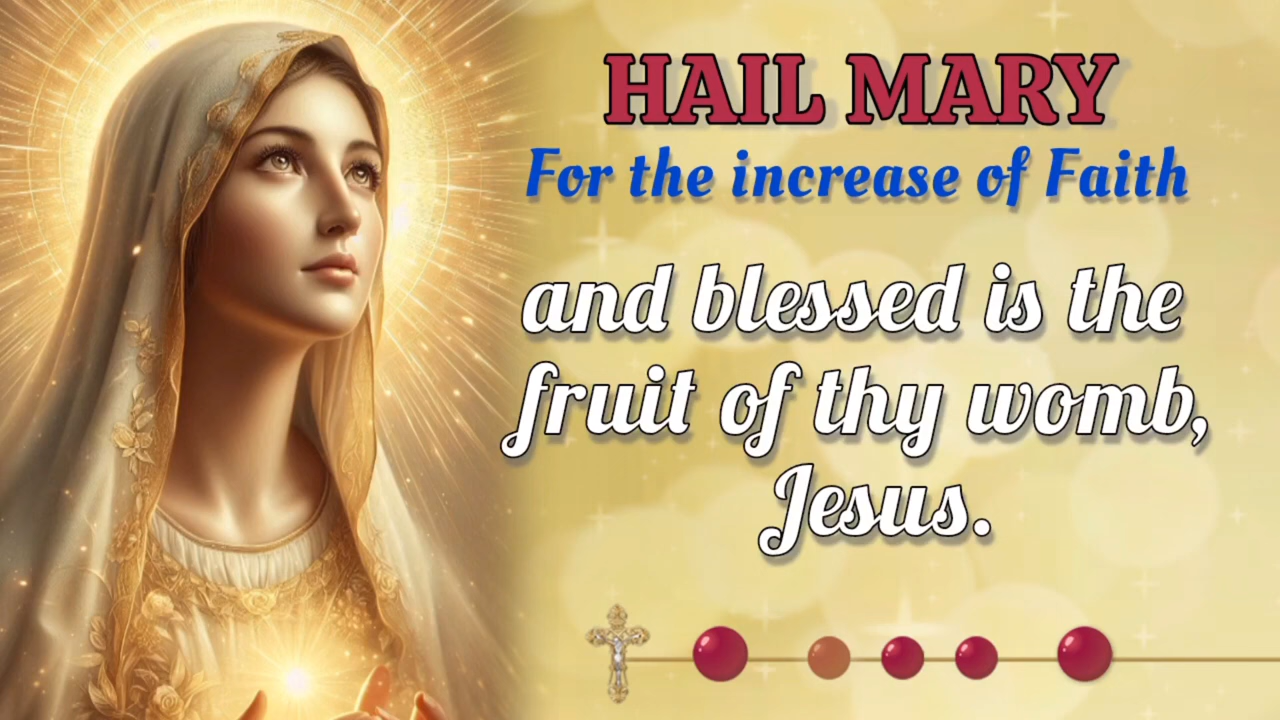 HAIL MARY
For the increase of Faith
and blessed is the
fruit of thy womb,
Jesus.